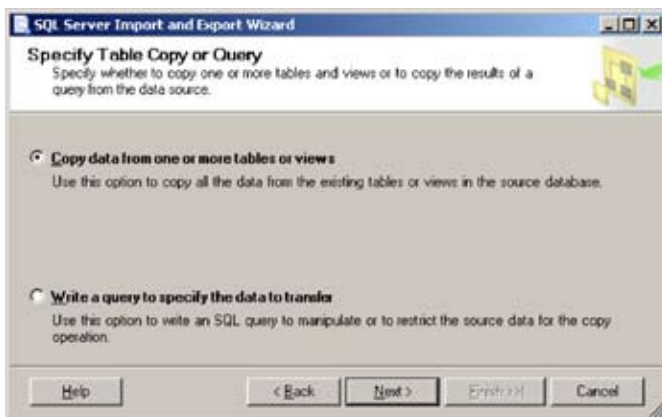 SQL Server Import and Export Wizard
Specify Table Copy or Query
Specify whether to copy one or more tables and views or to copy the results of a
query from the data source.
Copy data from one or more tables or views
Use this option to copy all the data from the existing tables or views in the source database.
Write a query to specify the data to transfer
Use this option to write an SQL query to manipulate or to restrict the source data for the copy
operation.
Help
< Back
Next >
Finish >>|
Cancel